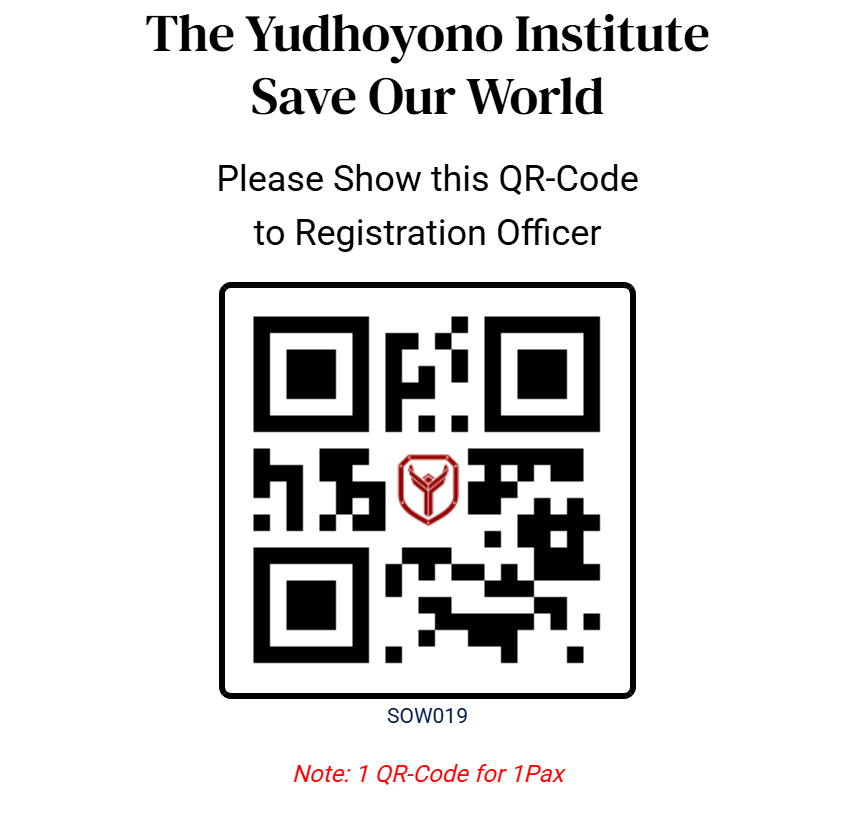 The Yudhoyono Institute
Save Our World
Please Show this QR-Code
to Registration Officer
SOW019
Note: 1 QR-Code for 1Pax